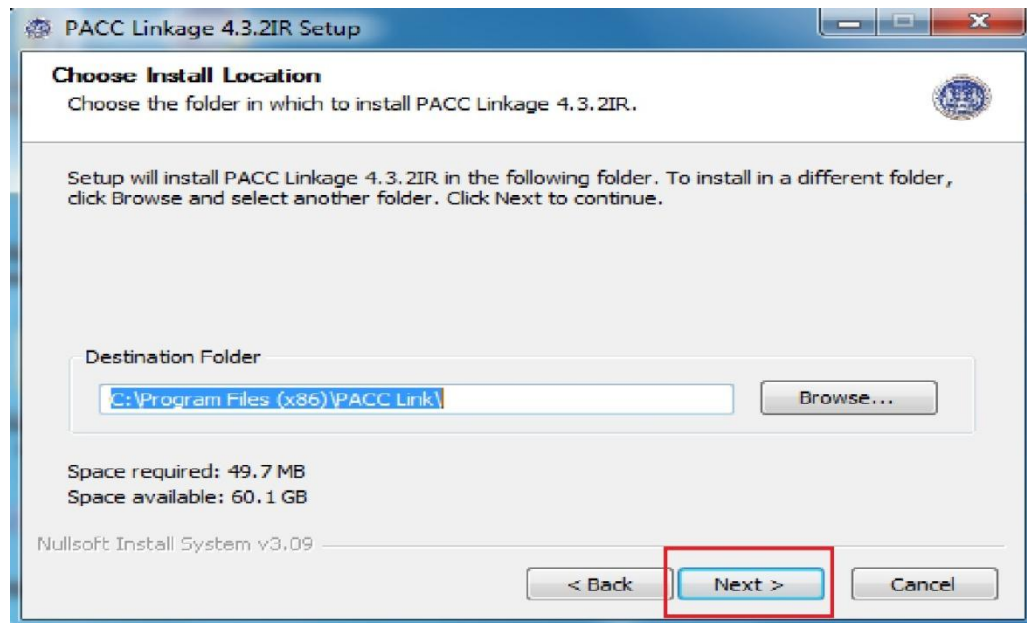 PACC Linkage 4.3.2IR Setup
Choose Install Location
Choose the folder in which to install PACC Linkage 4.3.2IR.
Setup will install PACC Linkage 4.3.2IR in the following folder. To install in a different folder,
click Browse and select another folder. Click Next to continue.
Destination Folder
C:\Program Files (x86)\PACC Link\
Browse...
Space required: 49.7 MB
Space available: 60.1 GB
Nullsoft Install System v3.09
< Back Next > Cancel